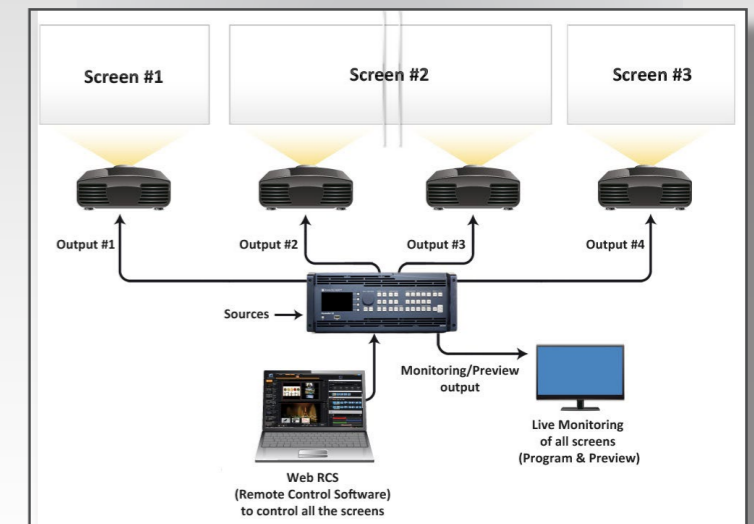 Screen #1
Screen #2
Screen #3
Output #1
Output #2
Output #3
Output #4
Sources
Monitoring/Preview
output
Live Monitoring
of all screens
(Program & Preview)
Web RCS
(Remote Control Software)
to control all the screens